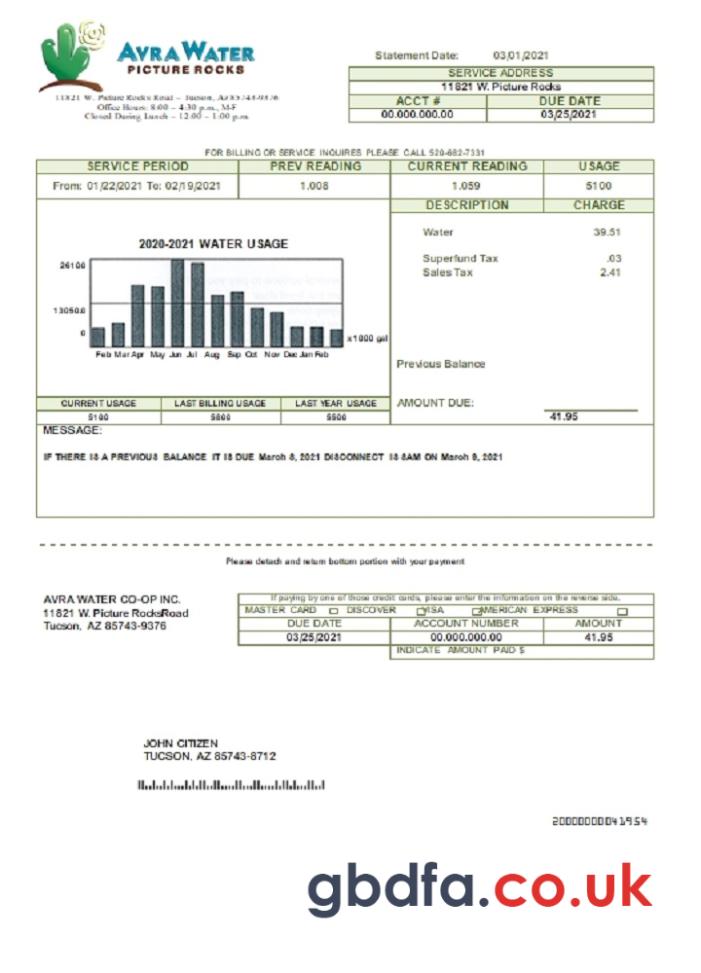 AVRA WATER
PICTURE ROCKS
11821 W. Picture Rocks Road – Tucson, AZ 85743-9376
Office Hours: 8:00 – 4:30 p.m., M-F
Closed During Lunch – 12:00 – 1:00 p.m.
Statement Date: 03,01/2021
SERVICE ADDRESS
11821 W. Picture Rocks
ACCT # DUE DATE
00.000.000.00 03/25/2021
FOR BILLING OR SERVICE INQUIRES PLEASE CALL 520-682-7331
SERVICE PERIOD PREV READING CURRENT READING USAGE
From: 01/22/2021 To: 02/19/2021 1.008 1.059 5100
DESCRIPTION CHARGE
Water 39.51
Superfund Tax .03
Sales Tax 2.41
2020-2021 WATER USAGE
26100
13050.0
0
x1000 gal
Feb Mar Apr May Jun Jul Aug Sep Oct Nov Dec Jan Feb
Previous Balance
CURRENT USAGE LAST BILLING USAGE LAST YEAR USAGE
5100 5800 5500
AMOUNT DUE:
41.95
MESSAGE:
IF THERE IS A PREVIOUS BALANCE IT IS DUE March 8, 2021 DISCONNECT IS 8AM ON March 9, 2021
Please detach and return bottom portion with your payment
AVRA WATER CO-OP INC.
11821 W. Picture RocksRoad
Tucson, AZ 85743-9376
If paying by one of those credit cards, please enter the information on the reverse side.
MASTER CARD DISCOVER VISA AMERICAN EXPRESS
DUE DATE ACCOUNT NUMBER AMOUNT
03/25/2021 00.000.000.00 41.95
INDICATE AMOUNT PAID $
JOHN CITIZEN
TUCSON, AZ 85743-8712
20000000041954
gbdfa.co.uk